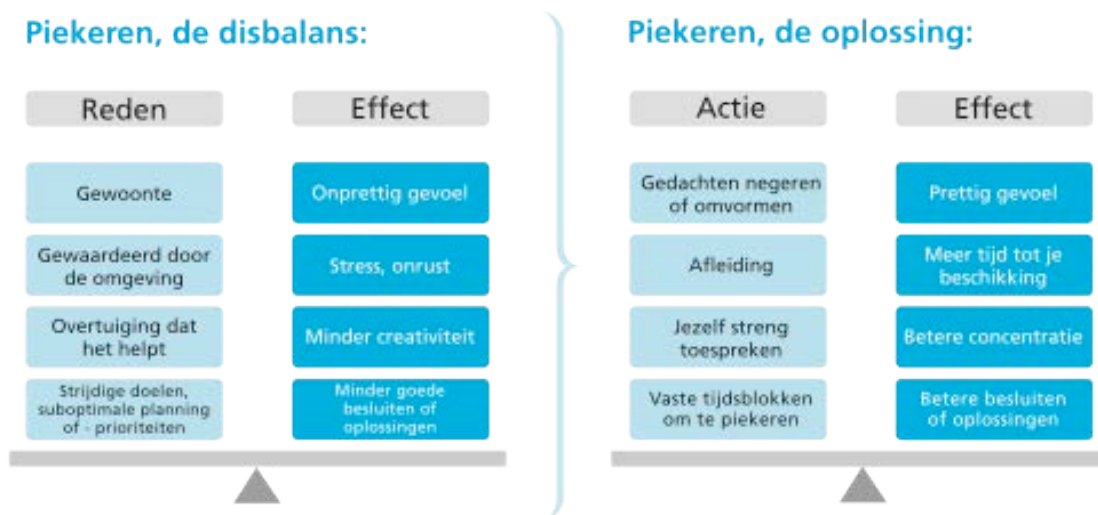 Piekeren, de disbalans:
Reden
Effect
Gewoonte
Onprettig gevoel
Gewaardeerd door
de omgeving
Stress, onrust
Overtuiging dat
het helpt
Minder creativiteit
Strijdige doelen,
suboptimale planning
of - prioriteiten
Minder goede
besluiten of
oplossingen
Piekeren, de oplossing:
Actie
Effect
Gedachten negeren
of omvormen
Prettig gevoel
Afleiding
Meer tijd tot je
beschikking
Jezelf streng
toespreken
Betere concentratie
Vaste tijdsblokken
om te piekeren
Betere besluiten
of oplossingen